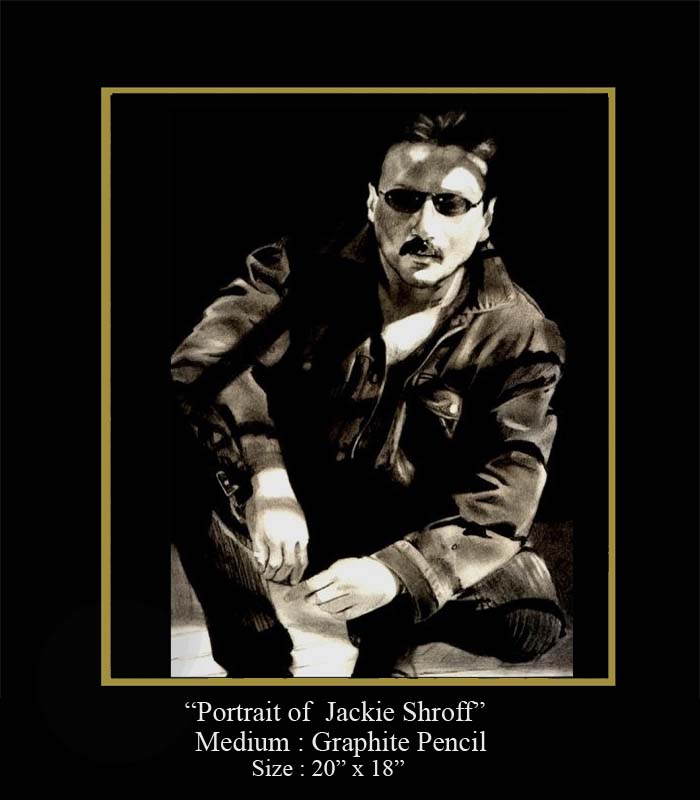 “Portrait of Jackie Shroff”
Medium : Graphite Pencil
Size : 20” x 18”